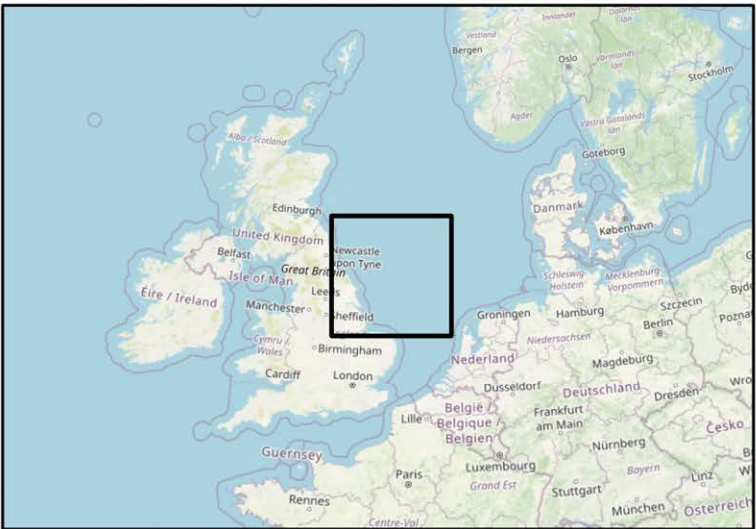 Innlandet
Vestland
Bergen
Oslo
Värmlands
län
Stockholm
Agder
Västra Götalands
län
Alba / Scotland
Göteborg
Danmark
Edinburgh
København
United Kingdom
Newcastle
upon Tyne
Belfast
Great Britain
Isle of Man
Schleswig-
Holstein
Mecklenburg-
Vorpommern
Éire / Ireland
Leeds
Manchester
Sheffield
Groningen
Hamburg
Szczecin
Byd
Poznań
Berlin
Niedersachsen
Cymru /
Wales
Birmingham
Nederland
Magdeburg
Cardiff
London
Dusseldorf
Deutschland
Dresden
Wro
Lille
België
Belgique /
Belgien
Frankfurt
am Main
Česko
Guernsey
Luxembourg
Nürnberg
Paris
Grand Est
Bayern
Linz
W
Rennes
Stuttgart
München
Österreich
Centre-Val